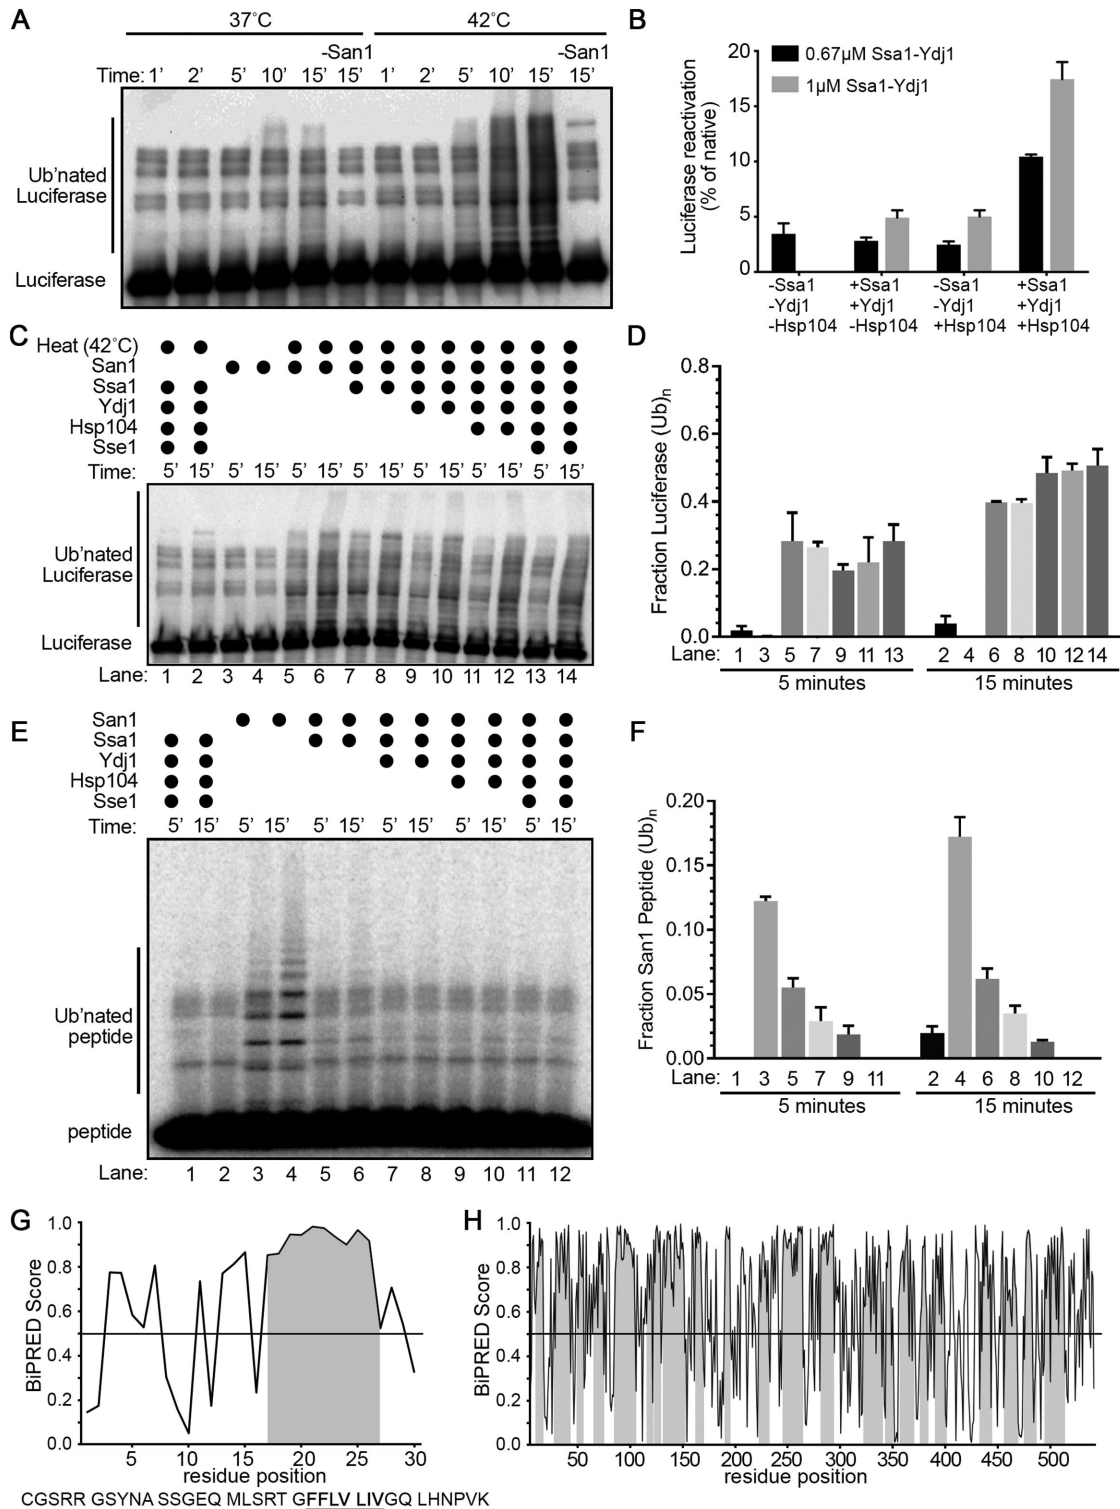 A
37˚C
42˚C
-San1
-San1
Time: 1’ 2’ 5’ 10’ 15’ 15’ 1’ 2’ 5’ 10’ 15’ 15’
Ub’nated
Luciferase
Luciferase
B
Luciferase reactivation
(% of native)
20
15
10
5
0
0.67µM Ssa1-Ydj1
1µM Ssa1-Ydj1
-Ssa1 +Ssa1 -Ssa1 +Ssa1
-Ydj1 +Ydj1 -Ydj1 +Ydj1
-Hsp104 -Hsp104 +Hsp104 +Hsp104
C
Heat (42˚C)
San1
Ssa1
Ydj1
Hsp104
Sse1
Time: 5’ 15’ 5’ 15’ 5’ 15’ 5’ 15’ 5’ 15’ 5’ 15’ 5’ 15’
Ub’nated
Luciferase
Luciferase
Lane: 1 2 3 4 5 6 7 8 9 10 11 12 13 14
D
Fraction Luciferase (Ub)n
0.8
0.6
0.4
0.2
0.0
Lane: 1 3 5 7 9 11 13 2 4 6 8 10 12 14
5 minutes 15 minutes
E
San1
Ssa1
Ydj1
Hsp104
Sse1
Time: 5’ 15’ 5’ 15’ 5’ 15’ 5’ 15’ 5’ 15’ 5’ 15’
Ub’nated
peptide
peptide
Lane: 1 2 3 4 5 6 7 8 9 10 11 12
F
Fraction San1 Peptide (Ub)n
0.20
0.15
0.10
0.05
0.00
Lane: 1 3 5 7 9 11 2 4 6 8 10 12
5 minutes 15 minutes
G
BiPRED Score
1.0
0.8
0.6
0.4
0.2
0.0
5 10 15 20 25 30
residue position
CGSRR GSYNA SSGEQ MLSRT GFFLV LIVGQ LHNPVK
H
BiPRED Score
1.0
0.8
0.6
0.4
0.2
0.0
50 100 150 200 250 300 350 400 450 500
residue position